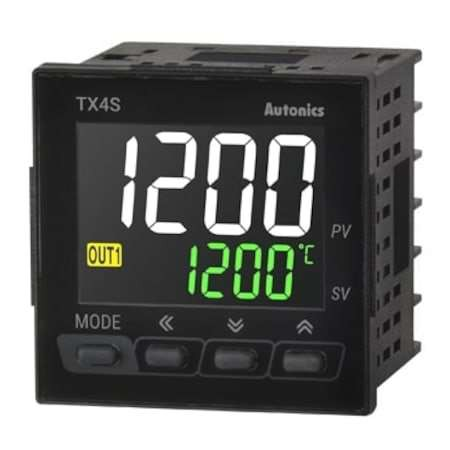 TX4S Autonics
1200 PV
OUT1 1200 °C SV
MODE «